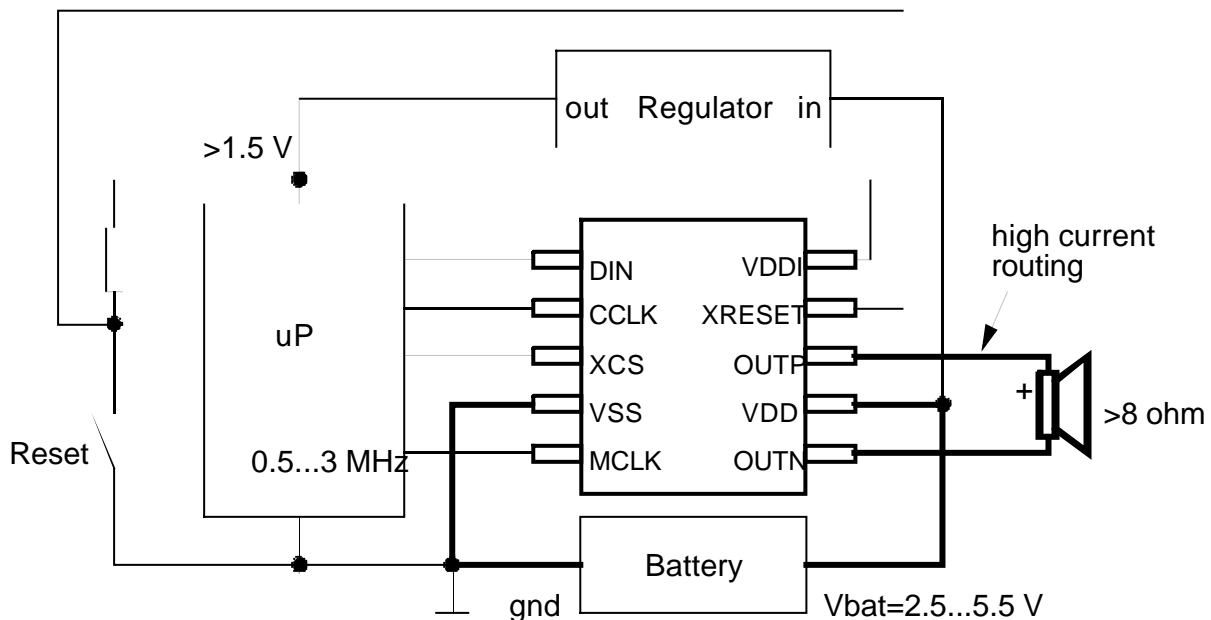 out Regulator in
>1.5 V
high current
routing
DIN VDDI
CCLK XRESET
uP
XCS OUTP
+
VSS VDD
>8 ohm
Reset
0.5...3 MHz
MCLK OUTN
Battery
gnd
Vbat=2.5...5.5 V